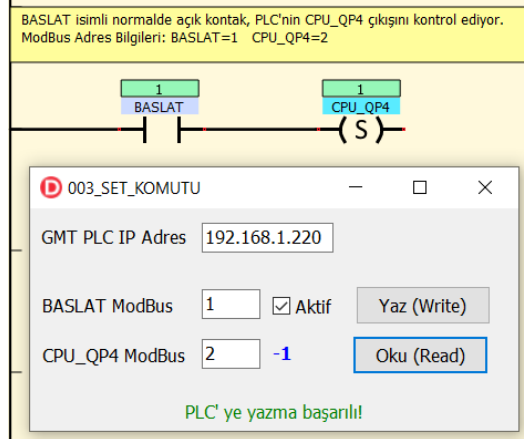 BASLAT isimli normalde açık kontak, PLC'nin CPU_QP4 çıkışını kontrol ediyor.
ModBus Adres Bilgileri: BASLAT=1 CPU_QP4=2
1 1
BASLAT CPU_QP4
S
D 003_SET_KOMUTU
GMT PLC IP Adres 192.168.1.220
BASLAT ModBus 1 Aktif Yaz (Write)
CPU_QP4 ModBus 2 -1 Oku (Read)
PLC' ye yazma başarılı!